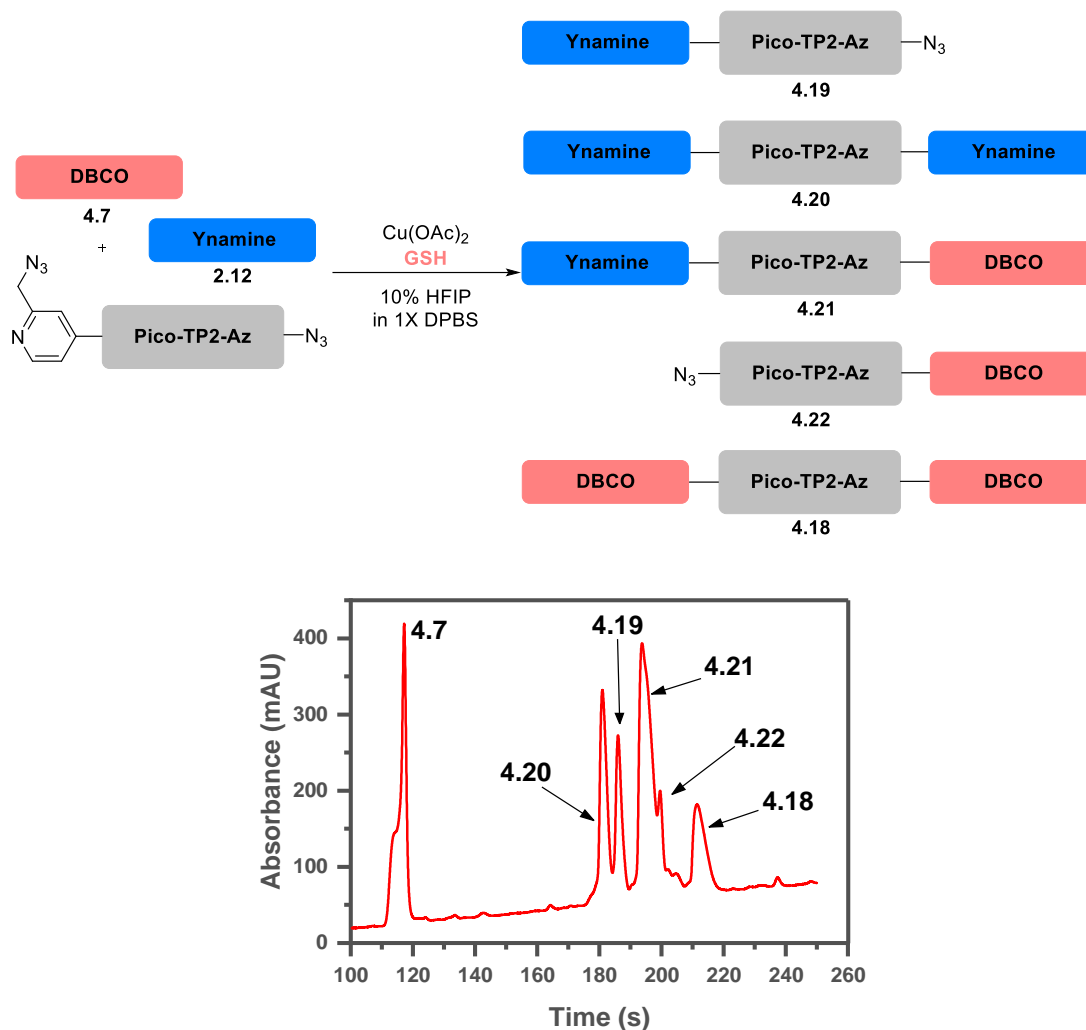 Ynamine Pico-TP2-Az N3
4.19
Ynamine Pico-TP2-Az Ynamine
4.20
DBCO
4.7
+
Ynamine
2.12
N3
N
Pico-TP2-Az N3
Cu(OAc)2
GSH
10% HFIP
in 1X DPBS
Ynamine Pico-TP2-Az DBCO
4.21
N3 Pico-TP2-Az DBCO
4.22
DBCO Pico-TP2-Az DBCO
4.18
4.7
4.19
4.21
4.20
4.22
4.18
Absorbance (mAU)
400
300
200
100
0
100 120 140 160 180 200 220 240 260
Time (s)